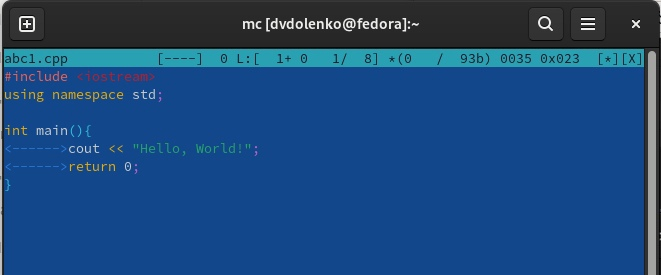 mc [dvdolenko@fedora]:~
abc1.cpp            [----]  0 L:[  1+ 0   1/  8] *(0   /  93b) 0035 0x023  [*][X]
#include <iostream>
using namespace std;

int main(){
<------>cout << "Hello, World!";
<------>return 0;
}